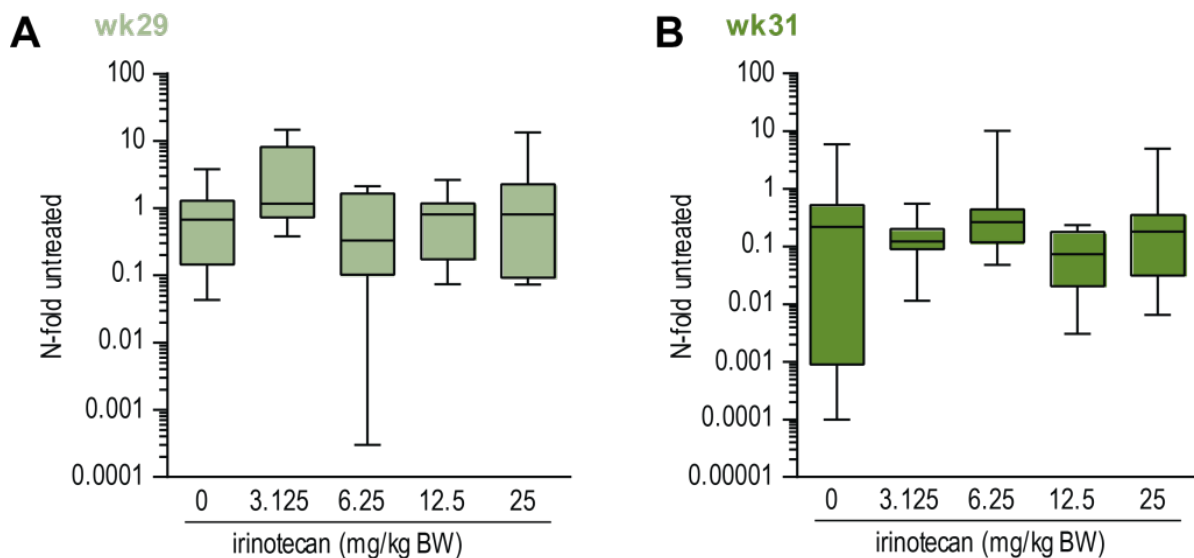 A wk29
N-fold untreated
100
10
1
0.1
0.01
0.001
0.0001
0 3.125 6.25 12.5 25
irinotecan (mg/kg BW)
B wk31
N-fold untreated
100
10
1
0.1
0.01
0.001
0.0001
0.00001
0 3.125 6.25 12.5 25
irinotecan (mg/kg BW)